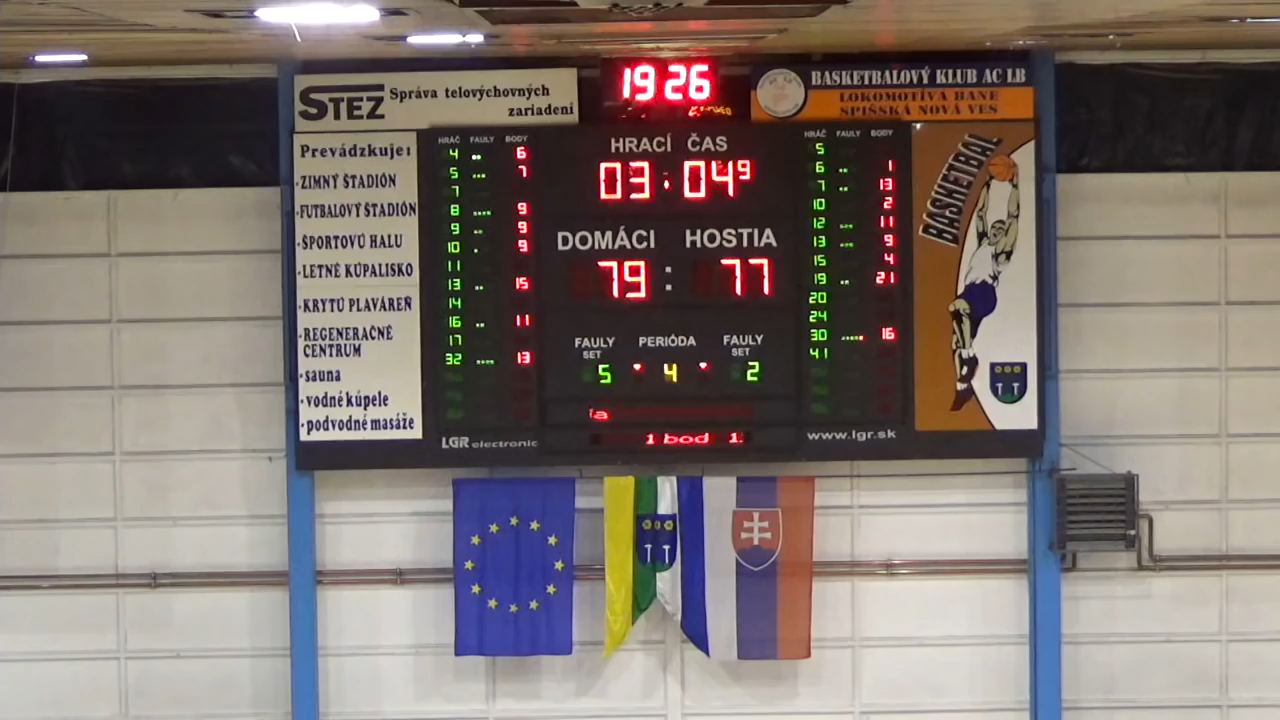 19 26
STEZ Správa telovýchovných
zariadení
BASKETBALOVÝ KLUB AC LB
LOKOMOTÍVA BANE
SPIŠSKÁ NOVÁ VES
Prevádzkuje:
-ZIMNÝ ŠTADIÓN
-FUTBALOVÝ ŠTADIÓN
-ŠPORTOVÚ HALU
-LETNÉ KÚPALISKO
-KRYTÚ PLAVÁREŇ
-REGENERAČNÉ
CENTRUM
-sauna
-vodné kúpele
-podvodné masáže
HRÁČ FAULY BODY
4 6
5 7
7
8 9
9 9
10 9
11
13 15
14
16 11
17
32 13
LGR electronic
HRACÍ ČAS
03.04 9
DOMÁCI HOSTIA
79 : 77
FAULY PERIÓDA FAULY
SET SET
5 4 2
1 bod 1.
HRÁČ FAULY BODY
5
6 1
7 13
10 2
12 11
13 9
15 4
19 21
20
24
30 16
41
www.lgr.sk
BASKETBAL